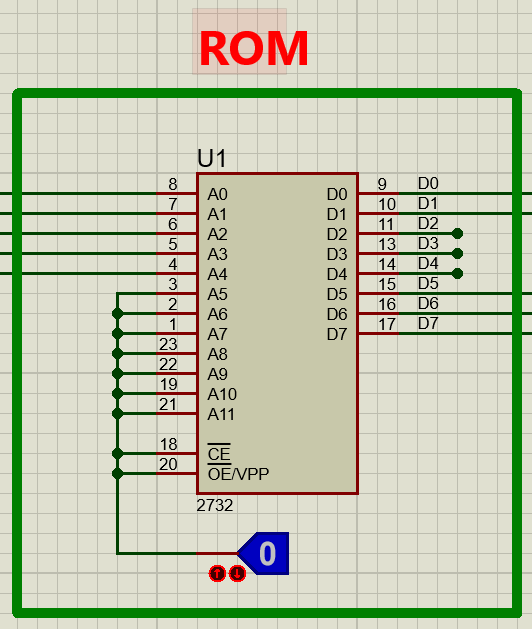 ROM
U1
8 A0 D0 9 D0
7 A1 D1 10 D1
6 A2 D2 11 D2
5 A3 D3 13 D3
4 A4 D4 14 D4
3 A5 D5 15 D5
2 A6 D6 16 D6
1 A7 D7 17 D7
23 A8
22 A9
19 A10
21 A11
18 CE
20 OE/VPP
2732
0